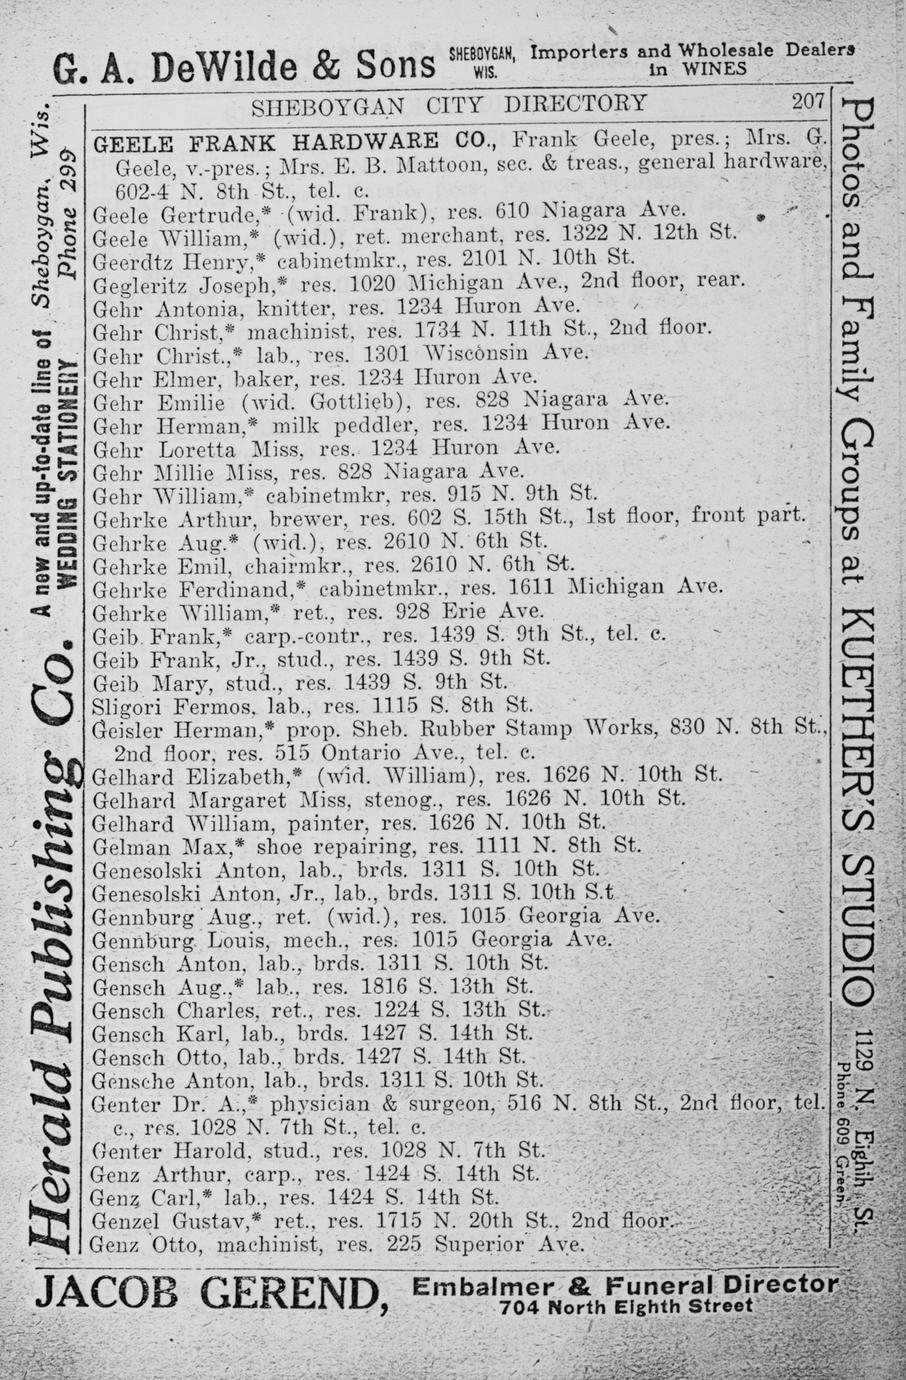 G. A. DeWilde & Sons SHEBOYGAN, WIS. Importers and Wholesale Dealers in WINES
SHEBOYGAN CITY DIRECTORY 207
GEELE FRANK HARDWARE CO., Frank Geele, pres.; Mrs. G.
Geele, v.-pres.; Mrs. E. B. Mattoon, sec. & treas., general hardware,
602-4 N. 8th St., tel. c.
Geele Gertrude,* (wid. Frank), res. 610 Niagara Ave.
Geele William,* (wid.), ret. merchant, res. 1322 N. 12th St.
Geerdtz Henry,* cabinetmkr., res. 2101 N. 10th St.
Gegleritz Joseph,* res. 1020 Michigan Ave., 2nd floor, rear.
Gehr Antonia, knitter, res. 1234 Huron Ave.
Gehr Christ,* machinist, res. 1734 N. 11th St., 2nd floor.
Gehr Christ.,* lab., res. 1301 Wisconsin Ave.
Gehr Elmer, baker, res. 1234 Huron Ave.
Gehr Emilie (wid. Gottlieb), res. 828 Niagara Ave.
Gehr Herman,* milk peddler, res. 1234 Huron Ave.
Gehr Loretta Miss, res. 1234 Huron Ave.
Gehr Millie Miss, res. 828 Niagara Ave.
Gehr William,* cabinetmkr, res. 915 N. 9th St.
Gehrke Arthur, brewer, res. 602 S. 15th St., 1st floor, front part.
Gehrke Aug.* (wid.), res. 2610 N. 6th St.
Gehrke Emil, chairmkr., res. 2610 N. 6th St.
Gehrke Ferdinand,* cabinetmkr., res. 1611 Michigan Ave.
Gehrke William,* ret., res. 928 Erie Ave.
Geib Frank,* carp.-contr., res. 1439 S. 9th St., tel. c.
Geib Frank, Jr., stud., res. 1439 S. 9th St.
Geib Mary, stud., res. 1439 S. 9th St.
Sligori Fermos, lab., res. 1115 S. 8th St.
Geisler Herman,* prop. Sheb. Rubber Stamp Works, 830 N. 8th St.,
2nd floor, res. 515 Ontario Ave., tel. c.
Gelhard Elizabeth,* (wid. William), res. 1626 N. 10th St.
Gelhard Margaret Miss, stenog., res. 1626 N. 10th St.
Gelhard William, painter, res. 1626 N. 10th St.
Gelman Max,* shoe repairing, res. 1111 N. 8th St.
Genesolski Anton, lab., brds. 1311 S. 10th St.
Genesolski Anton, Jr., lab., brds. 1311 S. 10th S.t
Gennburg Aug., ret. (wid.), res. 1015 Georgia Ave.
Gennburg Louis, mech., res. 1015 Georgia Ave.
Gensch Anton, lab., brds. 1311 S. 10th St.
Gensch Aug.,* lab., res. 1816 S. 13th St.
Gensch Charles, ret., res. 1224 S. 13th St.
Gensch Karl, lab., brds. 1427 S. 14th St.
Gensch Otto, lab., brds. 1427 S. 14th St.
Gensche Anton, lab., brds. 1311 S. 10th St.
Genter Dr. A.,* physician & surgeon, 516 N. 8th St., 2nd floor, tel.
c., res. 1028 N. 7th St., tel. c.
Genter Harold, stud., res. 1028 N. 7th St.
Genz Arthur, carp., res. 1424 S. 14th St.
Genz Carl,* lab., res. 1424 S. 14th St.
Genzel Gustav,* ret., res. 1715 N. 20th St., 2nd floor.
Genz Otto, machinist, res. 225 Superior Ave.
Herald Publishing Co. A new and up-to-date line of Sheboygan, Wis.
WEDDING STATIONERY Phone 299
Photos and Family Groups at KUETHER'S STUDIO 1129 N. Eighth St.
Phone 609 Green.
JACOB GEREND, Embalmer & Funeral Director
704 North Eighth Street